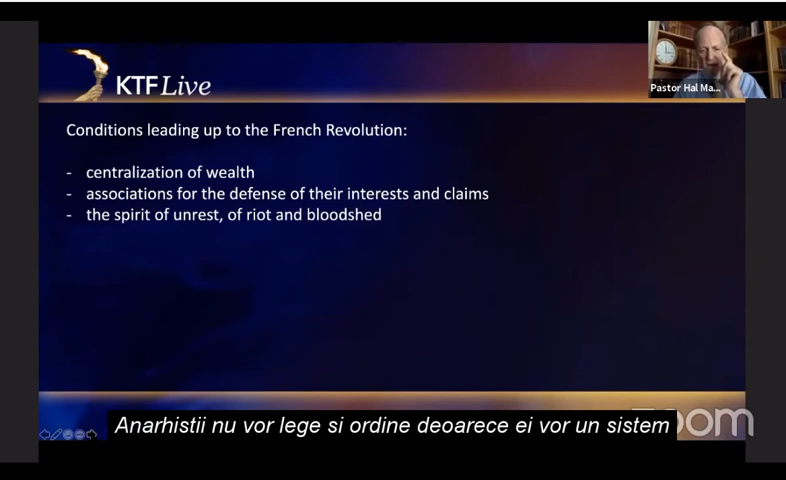 KTF Live
Pastor Hal Ma...
Conditions leading up to the French Revolution:
- centralization of wealth
- associations for the defense of their interests and claims
- the spirit of unrest, of riot and bloodshed
Anarhistii nu vor lege si ordine deoarece ei vor un sistem
zoom